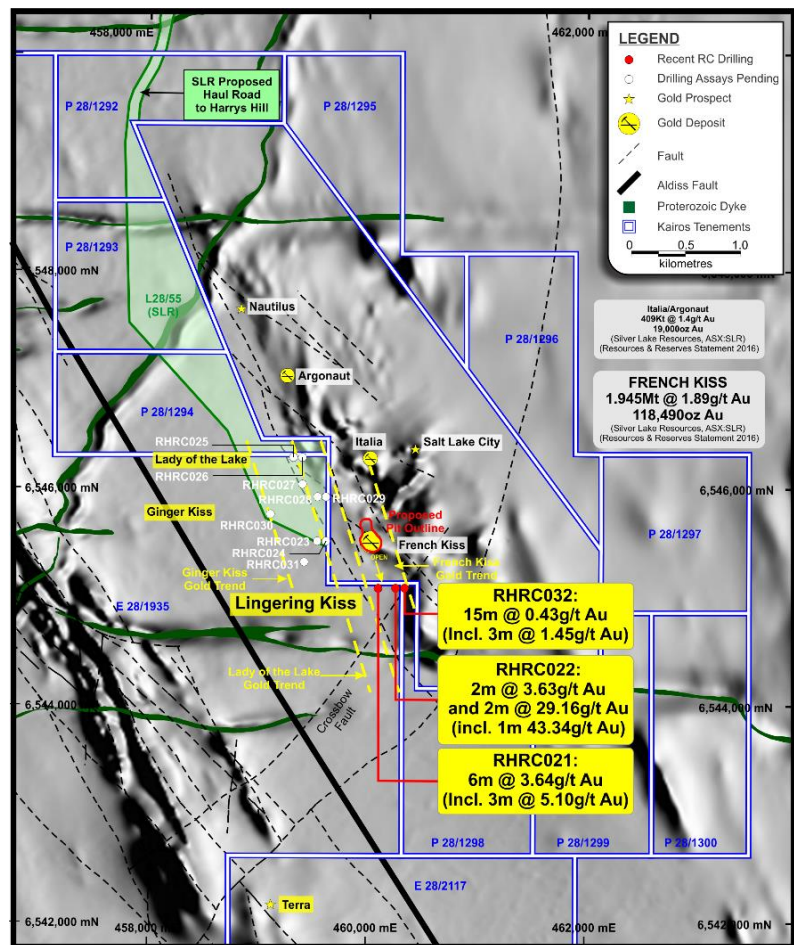 458,000 mE
462,000 mE
LEGEND
Recent RC Drilling
Drilling Assays Pending
Gold Prospect
Gold Deposit
Fault
Aldiss Fault
Proterozoic Dyke
Kairos Tenements
0 0.5 1.0
kilometres
SLR Proposed
Haul Road
to Harrys Hill
P 28/1292
P 28/1295
P 28/1293
6,548,000 mN
L28/55
(SLR)
Nautilus
Italia/Argonaut
409Kt @ 1.4g/t Au
19,000oz Au
(Silver Lake Resources, ASX:SLR)
(Resources & Reserves Statement 2016)
P 28/1296
Argonaut
FRENCH KISS
1.945Mt @ 1.89g/t Au
118,490oz Au
(Silver Lake Resources, ASX:SLR)
(Resources & Reserves Statement 2016)
P 28/1294
RHRC025
Italia
Salt Lake City
Lady of the Lake
RHRC026
RHRC027
RHRC028
RHRC029
6,546,000 mN
6,546,000 mN
Ginger Kiss
RHRC030
Proposed
Pit Outline
P 28/1297
RHRC023
RHRC024
French Kiss
OPEN
RHRC031
French Kiss
Gold Trend
Ginger Kiss
Gold Trend
E 28/1935
Lingering Kiss
RHRC032:
15m @ 0.43g/t Au
(Incl. 3m @ 1.45g/t Au)
Lady of the Lake
Gold Trend
RHRC022:
2m @ 3.63g/t Au
and 2m @ 29.16g/t Au
(incl. 1m 43.34g/t Au)
6,544,000 mN
6,544,000 mN
Crossbow
Fault
RHRC021:
6m @ 3.64g/t Au
(Incl. 3m @ 5.10g/t Au)
P 28/1298
P 28/1299
P 28/1300
E 28/2117
Terra
6,542,000 mN
6,542,000 mN
458,000 mE
460,000 mE
462,000 mE